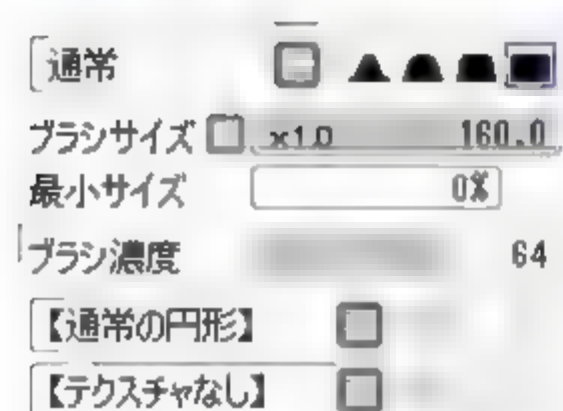 通常
ブラシサイズ x1.0 160.0
最小サイズ 0%
ブラシ濃度 64
【通常の円形】
【テクスチャなし】